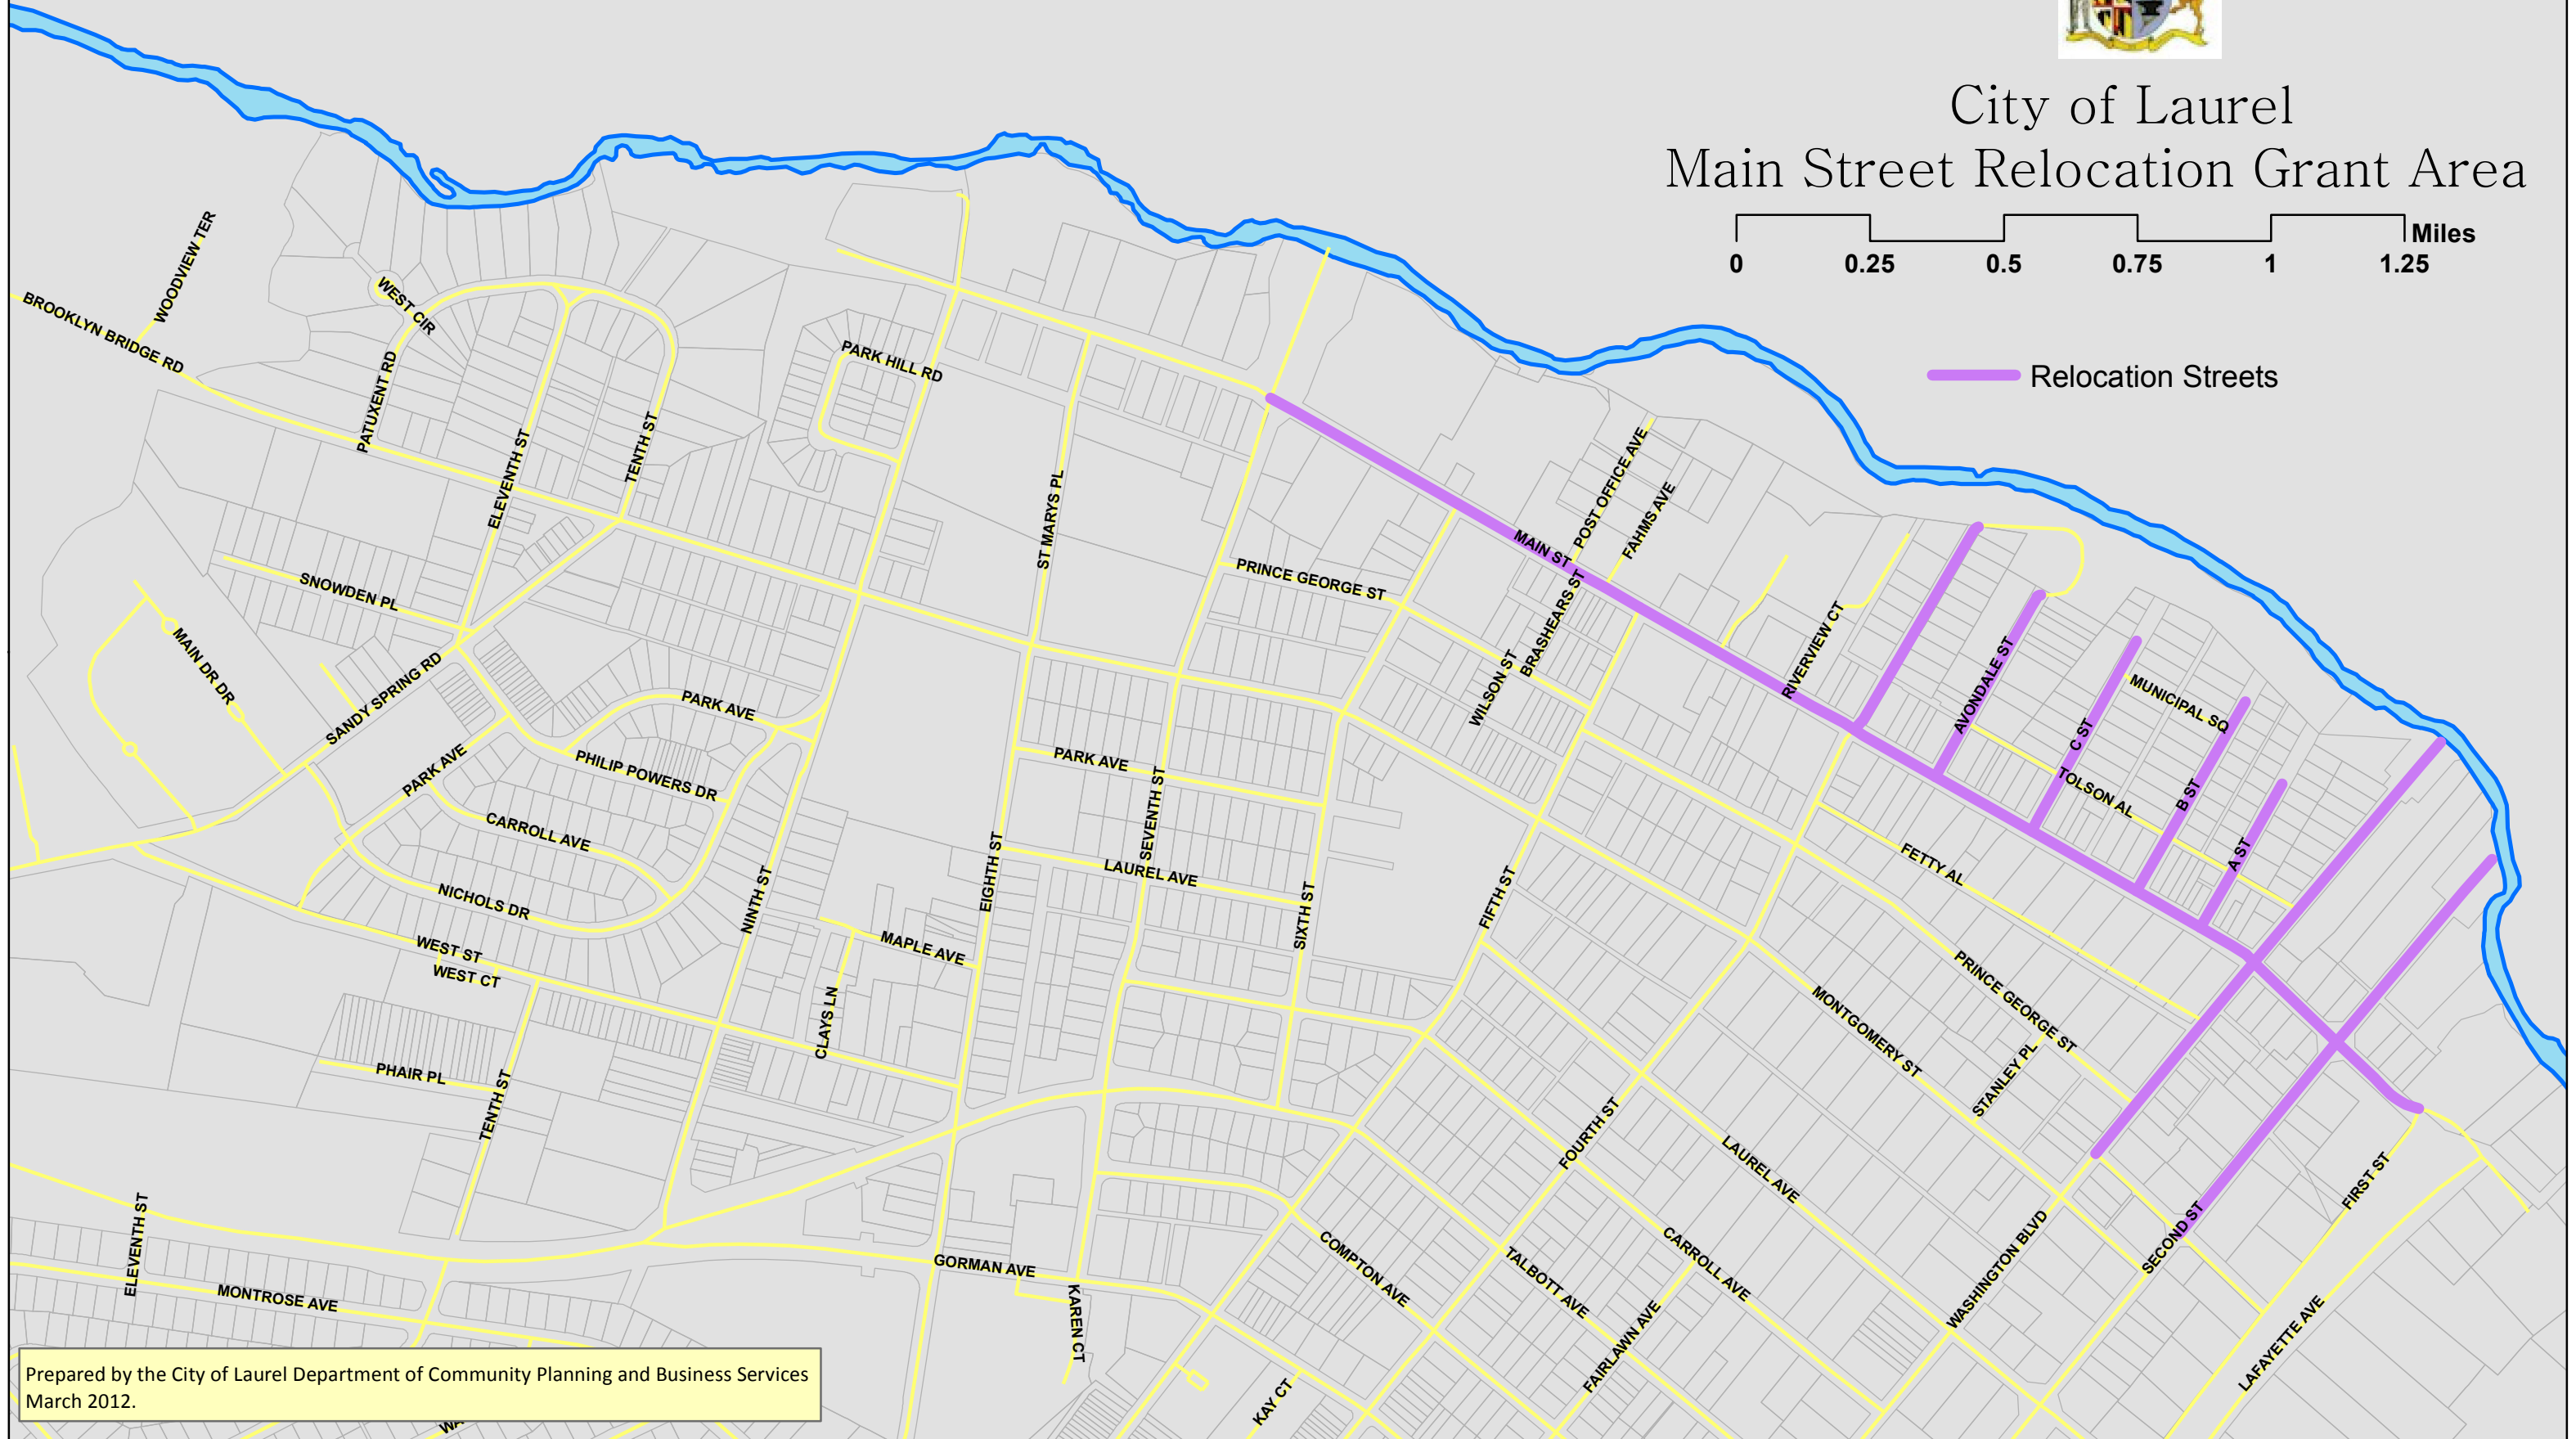 City of Laurel
Main Street Relocation Grant Area
Miles
0 0.25 0.5 0.75 1 1.25
Relocation Streets
WOODVIEW TER
BROOKLYN BRIDGE RD
WEST CIR
PATUXENT RD
ELEVENTH ST
TENTH ST
PARK HILL RD
ST MARYS PL
PRINCE GEORGE ST
MAIN ST
POST OFFICE AVE
FAHMS AVE
BRASHEARS ST
WILSON ST
RIVERVIEW CT
AVONDALE ST
C ST
MUNICIPAL SQ
B ST
TOLSON AL
A ST
SNOWDEN PL
MAIN DR DR
SANDY SPRING RD
PARK AVE
PARK AVE
PHILIP POWERS DR
CARROLL AVE
NICHOLS DR
WEST ST
WEST CT
NINTH ST
PARK AVE
SEVENTH ST
EIGHTH ST
LAUREL AVE
SIXTH ST
FIFTH ST
FETTY AL
MAPLE AVE
CLAYS LN
PHAIR PL
TENTH ST
PRINCE GEORGE ST
MONTGOMERY ST
STANLEY PL
FOURTH ST
LAUREL AVE
FIRST ST
SECOND ST
WASHINGTON BLVD
LAFAYETTE AVE
ELEVENTH ST
MONTROSE AVE
GORMAN AVE
KAREN CT
COMPTON AVE
TALBOTT AVE
CARROLL AVE
FAIRLAWN AVE
KAY CT
Prepared by the City of Laurel Department of Community Planning and Business Services
March 2012.